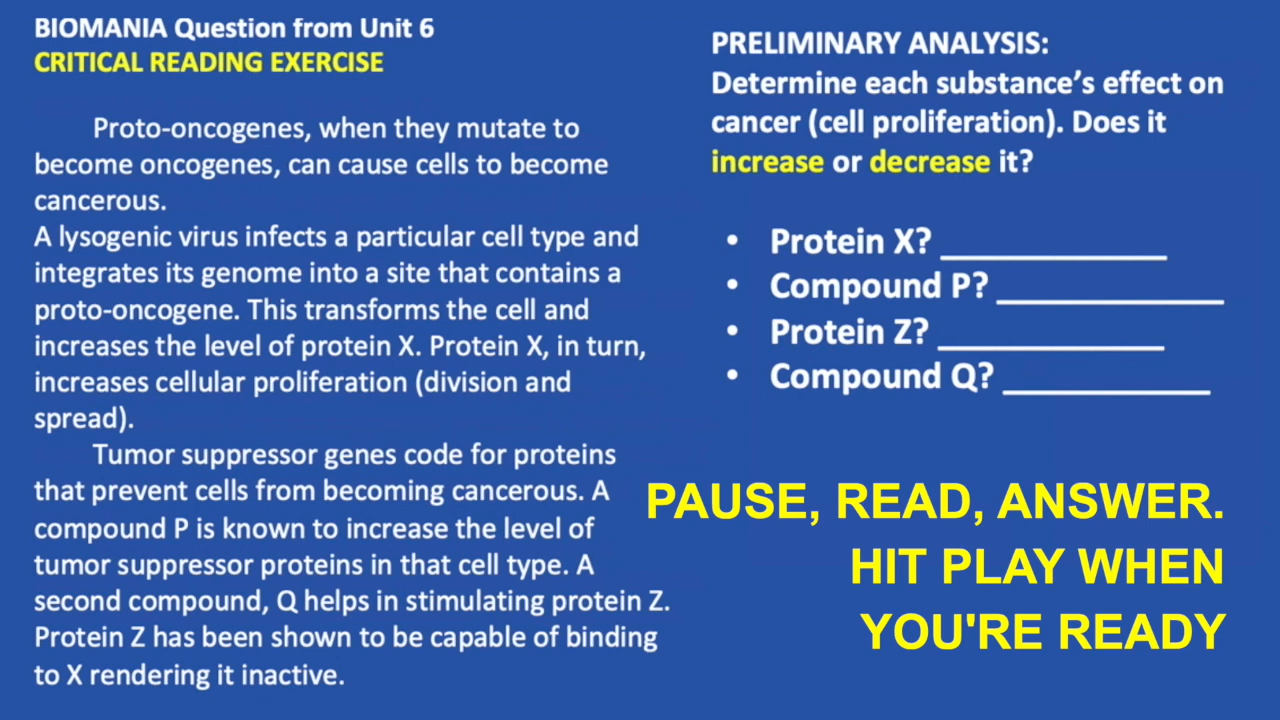 BIOMANIA Question from Unit 6
CRITICAL READING EXERCISE
Proto-oncogenes, when they mutate to
become oncogenes, can cause cells to become
cancerous.
A lysogenic virus infects a particular cell type and
integrates its genome into a site that contains a
proto-oncogene. This transforms the cell and
increases the level of protein X. Protein X, in turn,
increases cellular proliferation (division and
spread).
Tumor suppressor genes code for proteins
that prevent cells from becoming cancerous. A
compound P is known to increase the level of
tumor suppressor proteins in that cell type. A
second compound, Q helps in stimulating protein Z.
Protein Z has been shown to be capable of binding
to X rendering it inactive.
PRELIMINARY ANALYSIS:
Determine each substance's effect on
cancer (cell proliferation). Does it
increase or decrease it?
• Protein X? ____________
• Compound P? ____________
• Protein Z? ____________
• Compound Q? ___________
PAUSE, READ, ANSWER.
HIT PLAY WHEN
YOU'RE READY